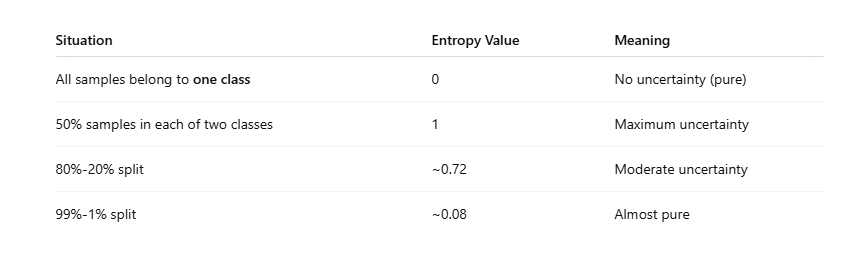 Situation Entropy Value Meaning
All samples belong to one class 0 No uncertainty (pure)
50% samples in each of two classes 1 Maximum uncertainty
80%-20% split ~0.72 Moderate uncertainty
99%-1% split ~0.08 Almost pure